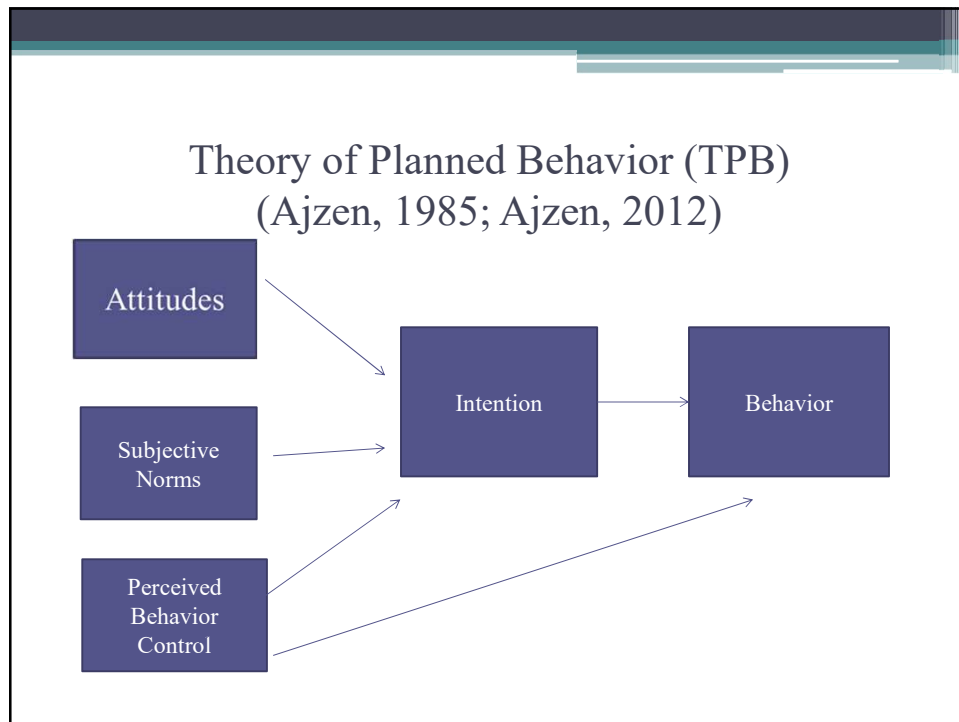 Theory of Planned Behavior (TPB)
(Ajzen, 1985; Ajzen, 2012)
Attitudes
Subjective
Norms
Perceived
Behavior
Control
Intention
Behavior